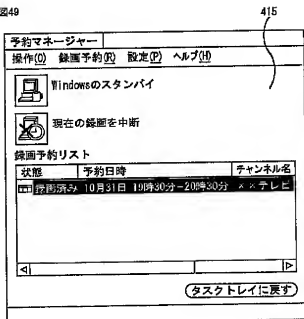 図49
415
予約マネージャー
操作(O) 録画予約(R) 設定(P) ヘルプ(H)
Windowsのスタンバイ
現在の録画を中断
録画予約リスト
状態 予約日時 チャンネル名
録画済み 10月31日 19時30分-20時30分 ××テレビ
タスクトレイに戻す